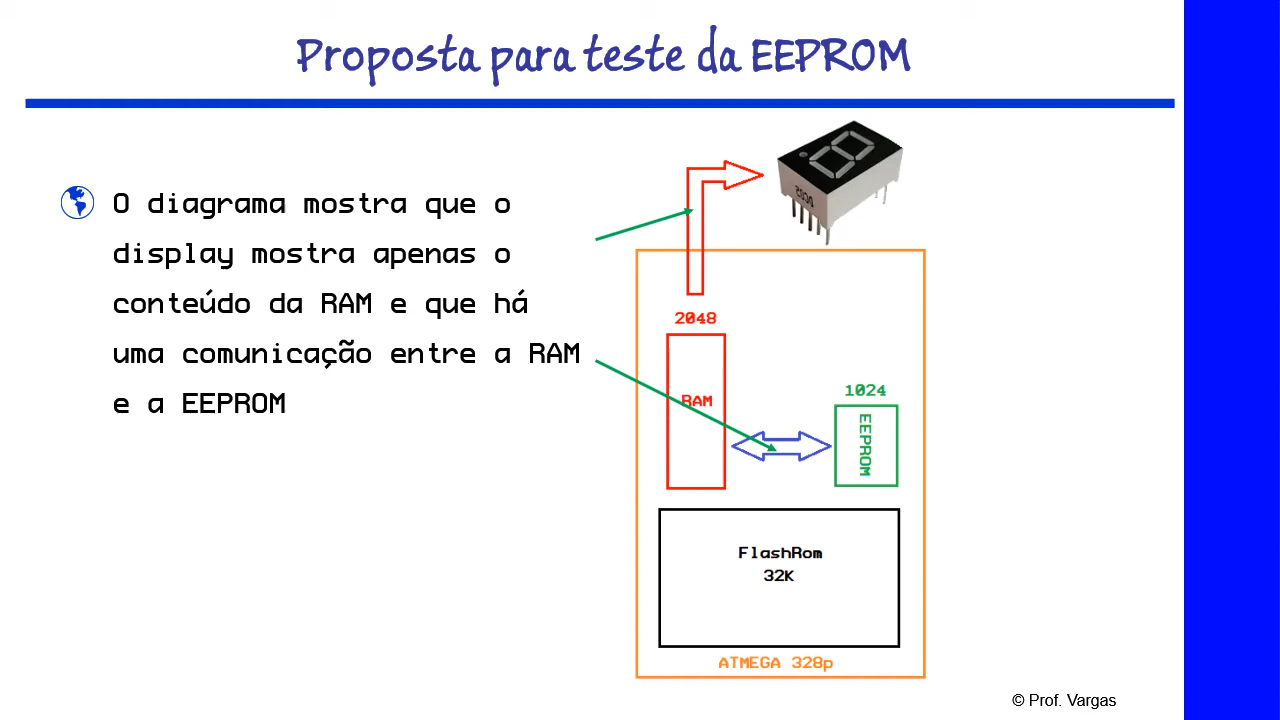 Proposta para teste da EEPROM
O diagrama mostra que o
display mostra apenas o
conteúdo da RAM e que há
uma comunicação entre a RAM
e a EEPROM
2048
RAM
1024
EEPROM
FlashRom
32K
ATMEGA 328p
© Prof. Vargas